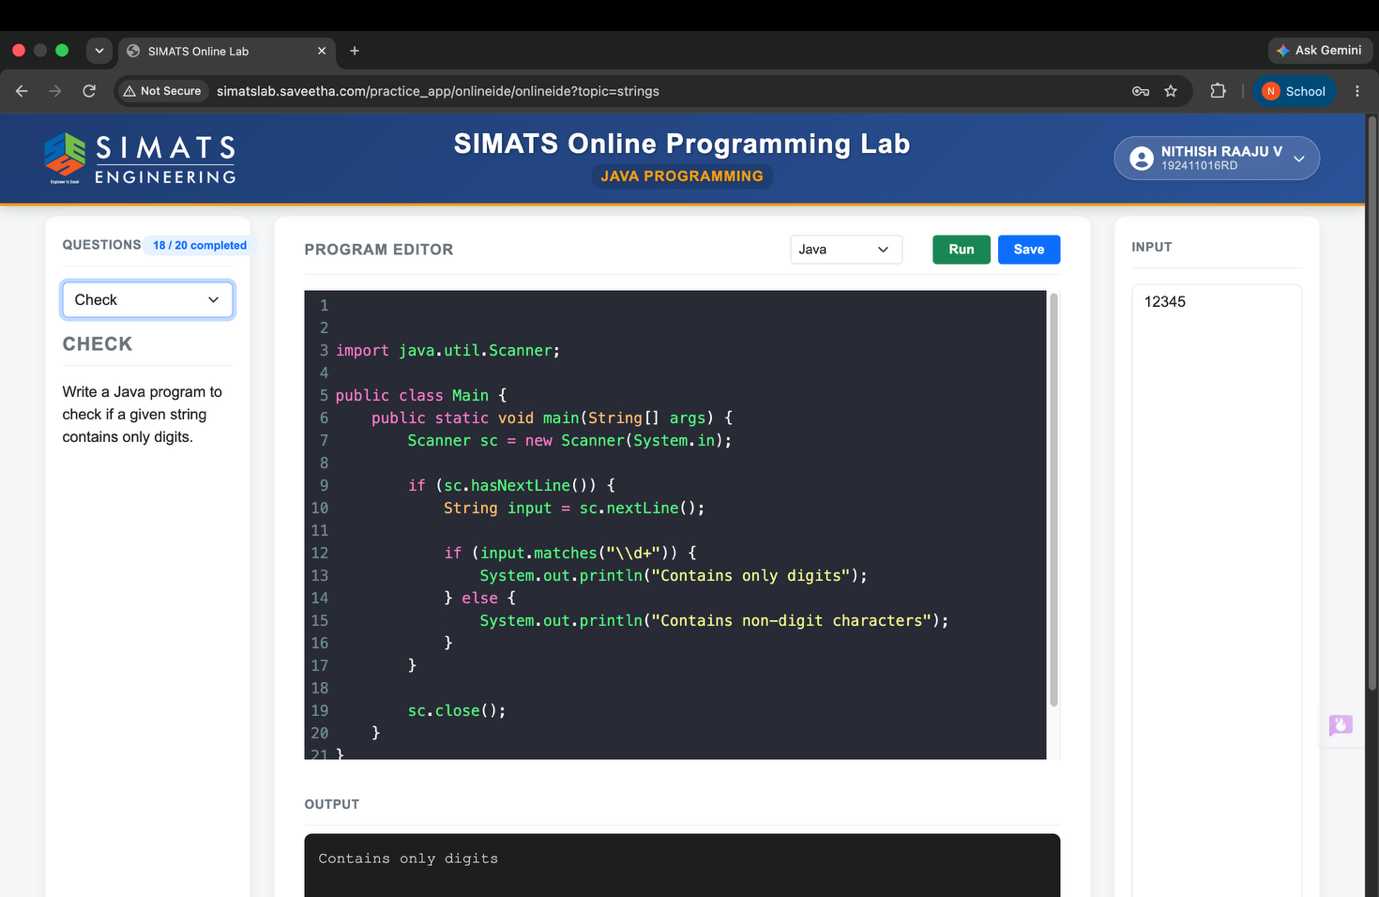 SIMATS Online Lab
Ask Gemini
Not Secure
simatslab.saveetha.com/practice_app/onlineide/onlineide?topic=strings
N School
SIMATS
ENGINEERING
Engineer to Excel
SIMATS Online Programming Lab
JAVA PROGRAMMING
NITHISH RAAJU V
192411016RD
QUESTIONS 18 / 20 completed
Check
CHECK
Write a Java program to
check if a given string
contains only digits.
PROGRAM EDITOR
Java
Run
Save
1
2
3 import java.util.Scanner;
4
5 public class Main {
6     public static void main(String[] args) {
7         Scanner sc = new Scanner(System.in);
8
9         if (sc.hasNextLine()) {
10             String input = sc.nextLine();
11
12             if (input.matches("\\d+")) {
13                 System.out.println("Contains only digits");
14             } else {
15                 System.out.println("Contains non-digit characters");
16             }
17         }
18
19         sc.close();
20     }
21 }
OUTPUT
Contains only digits
INPUT
12345